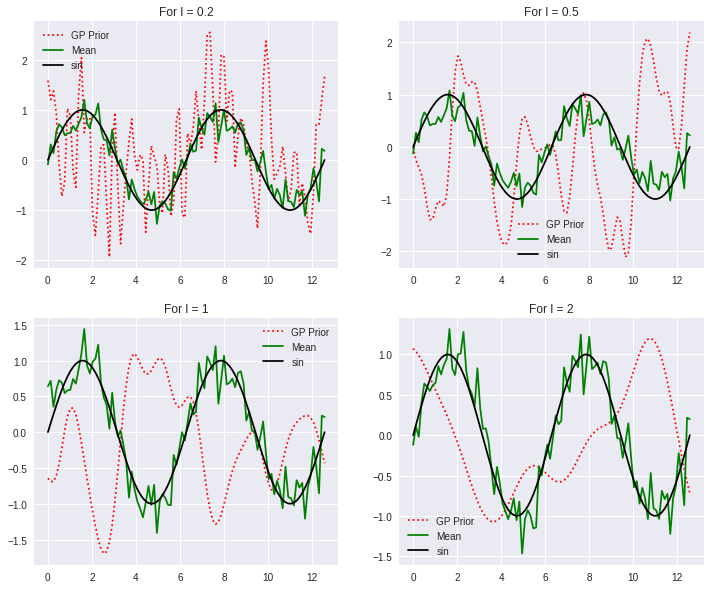 For l = 0.2
GP Prior
Mean
sin
2
1
0
−1
−2
0 2 4 6 8 10 12
For l = 0.5
2
1
0
−1
−2
GP Prior
Mean
sin
0 2 4 6 8 10 12
For l = 1
GP Prior
Mean
sin
1.5
1.0
0.5
0.0
−0.5
−1.0
−1.5
0 2 4 6 8 10 12
For l = 2
1.0
0.5
0.0
−0.5
−1.0
−1.5
GP Prior
Mean
sin
0 2 4 6 8 10 12